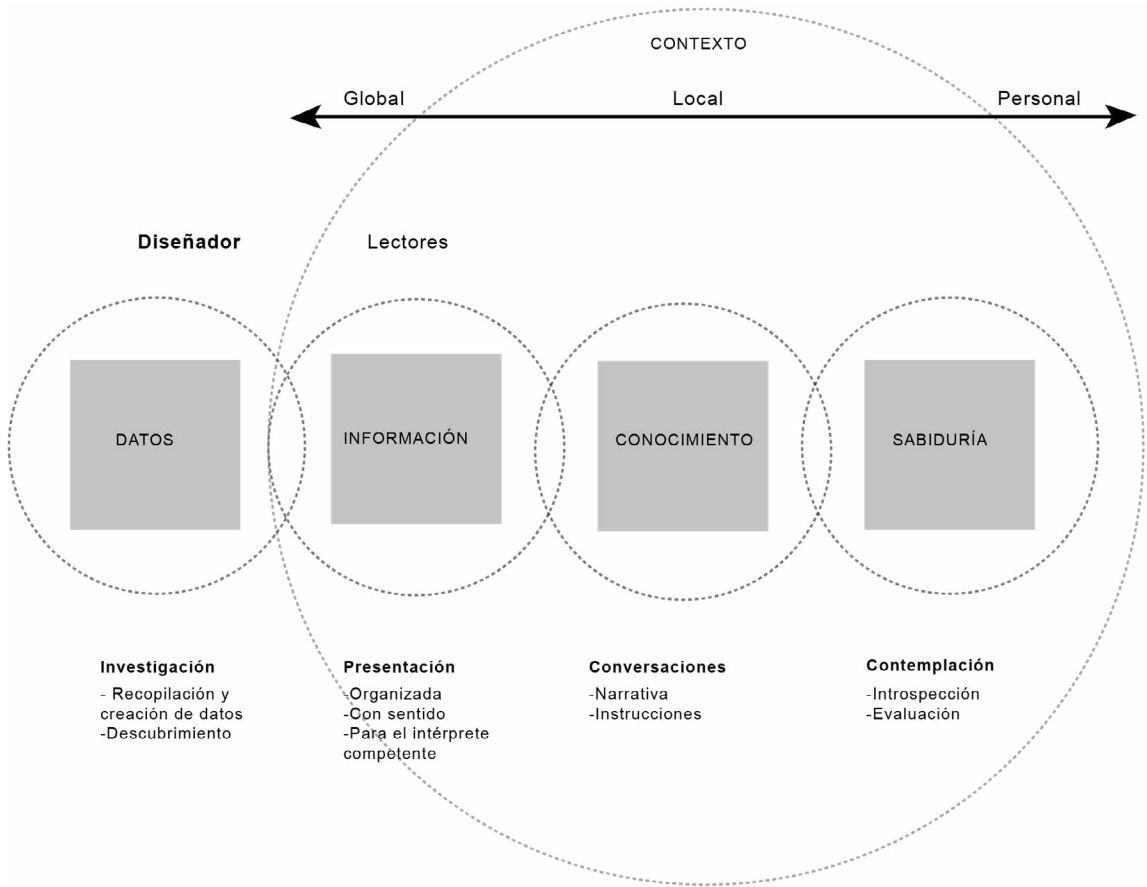 CONTEXTO
Global Local Personal
Diseñador Lectores
DATOS
INFORMACIÓN
CONOCIMIENTO
SABIDURÍA
Investigación
- Recopilación y
creación de datos
-Descubrimiento
Presentación
-Organizada
-Con sentido
-Para el intérprete
competente
Conversaciones
-Narrativa
-Instrucciones
Contemplación
-Introspección
-Evaluación